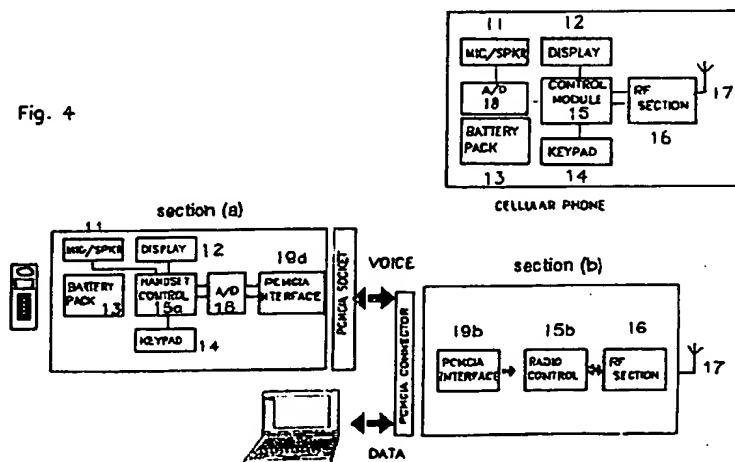 Fig. 4
11
12
MIC/SPKR
DISPLAY
A/D
18
CONTROL
MODULE
15
RF
SECTION
17
BATTERY
PACK
KEYPAD
16
13
14
CELLULAR PHONE
section (a)
11
MIC/SPKR
DISPLAY
12
19d
BATTERY
PACK
13
HANDSET
CONTROL
15a
A/D
18
PCMCIA
INTERFACE
KEYPAD
14
PCMCIA SOCKET
VOICE
PCMCIA CONNECTOR
DATA
section (b)
19b
15b
16
PCMCIA
INTERFACE
RADIO
CONTROL
RF
SECTION
17